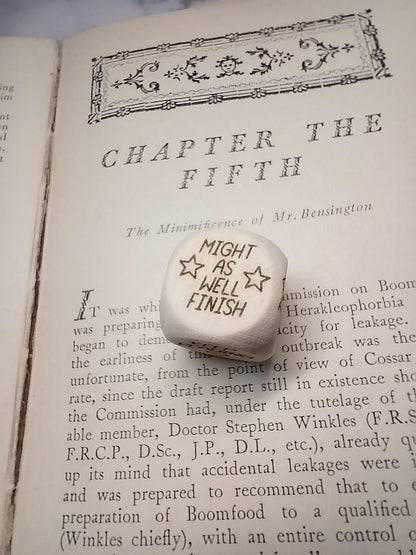 CHAPTER THE
FIFTH
The Minimificence of Mr. Bensington
MIGHT
AS
WELL
FINISH
It was whi
mmission on Boom
Herakleophorbia
was preparing
acity for leakage.
began to dem
outbreak was the
the earliness of thi
unfortunate, from the point of view of Cossar
rate, since the draft report still in existence sho
the Commission had, under the tutelage of th
able member, Doctor Stephen Winkles (F.R.S
F.R.C.P., D.Sc., J.P., D.L., etc.), already qu
up its mind that accidental leakages were i
and was prepared to recommend that to e
preparation of Boomfood to a qualified
(Winkles chiefly), with an entire control o